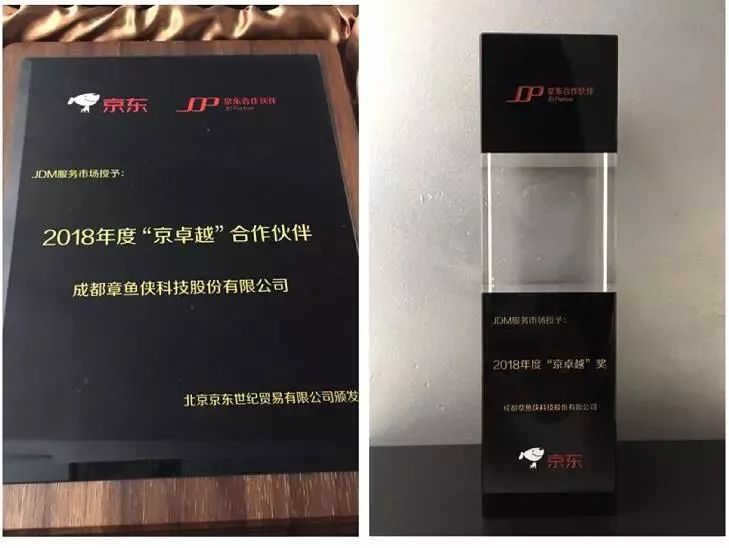 京东
JDP 京东合作伙伴
JD Partner
JDM服务市场授予：
2018年度“京卓越”合作伙伴
成都章鱼侠科技股份有限公司
北京京东世纪贸易有限公司颁发
JDP 京东合作伙伴
JD Partner
JDM服务市场授予：
2018年度“京卓越”奖
成都章鱼侠科技股份有限公司
京东